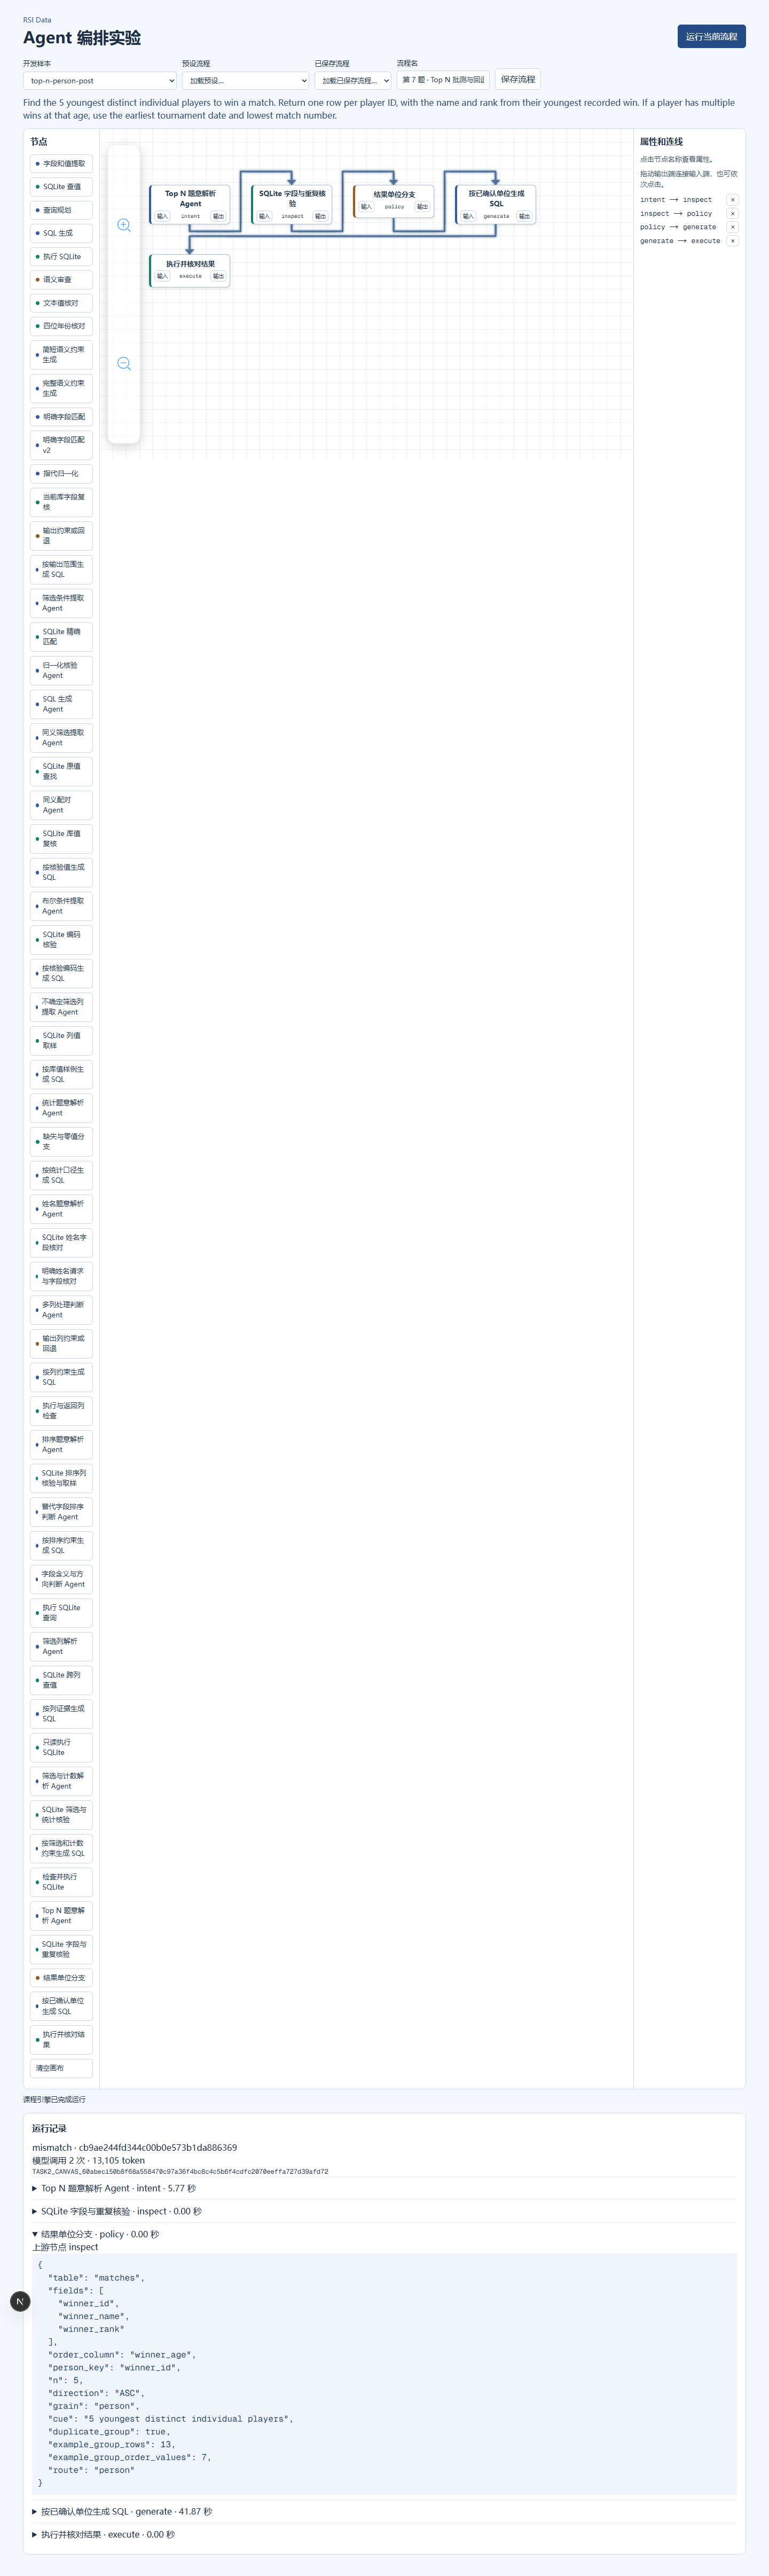 RSI Data
Agent 编排实验
运行当前流程
开发样本
预设流程
已保存流程
流程名
top-n-person-post
加载预设...
加载已保存流程...
第 7 题 · Top N 批测与回退
保存流程
Find the 5 youngest distinct individual players to win a match. Return one row per player ID, with the name and rank from their youngest recorded win. If a player has multiple
wins at that age, use the earliest tournament date and lowest match number.
节点
字段和值提取
SQLite 查值
查询规划
SQL 生成
执行 SQLite
语义审查
文本值核对
四位年份核对
简短语义约束
生成
完整语义约束
生成
明确字段匹配
明确字段匹配
v2
指代归一化
当前库字段复
核
输出约束或回
退
按输出范围生
成 SQL
筛选条件提取
Agent
SQLite 精确
匹配
归一化核验
Agent
SQL 生成
Agent
同义筛选提取
Agent
SQLite 原值
查找
同义配对
Agent
SQLite 库值
复核
按核验值生成
SQL
布尔条件提取
Agent
SQLite 编码
核验
按核验编码生
成 SQL
不确定筛选列
提取 Agent
SQLite 列值
取样
按库值样例生
成 SQL
统计题意解析
Agent
缺失与零值分
支
按统计口径生
成 SQL
姓名题意解析
Agent
SQLite 姓名字
段核对
明确姓名请求
与字段核对
多列处理判断
Agent
输出列约束或
回退
按列约束生成
SQL
执行与返回列
检查
排序题意解析
Agent
SQLite 排序列
核验与取样
替代字段排序
判断 Agent
按排序约束生
成 SQL
字段含义与方
向判断 Agent
执行 SQLite
查询
筛选列解析
Agent
SQLite 跨列
查值
按列证据生成
SQL
只读执行
SQLite
筛选与计数解
析 Agent
SQLite 筛选与
统计核验
按筛选和计数
约束生成 SQL
检查并执行
SQLite
Top N 题意解
析 Agent
SQLite 字段与
重复核验
结果单位分支
按已确认单位
生成 SQL
执行并核对结
果
清空画布
Top N 题意解析
Agent
输入 intent 输出
SQLite 字段与重复核
验
输入 inspect 输出
结果单位分支
输入 policy 输出
按已确认单位生成
SQL
输入 generate 输出
执行并核对结果
输入 execute 输出
属性和连线
点击节点名称查看属性。
拖动输出端连接输入端，也可依
次点击。
intent → inspect ×
inspect → policy ×
policy → generate ×
generate → execute ×
课程引擎已完成运行
运行记录
mismatch · cb9ae244fd344c00b0e573b1da886369
模型调用 2 次 · 13,105 token
TASK2_CANVAS_60abec150b8f68a558470c97a36f4bc8c4c5b6f4cdfc2070eeffa727d39afd72
Top N 题意解析 Agent · intent · 5.77 秒
SQLite 字段与重复核验 · inspect · 0.00 秒
结果单位分支 · policy · 0.00 秒
上游节点 inspect
{
"table": "matches",
"fields": [
"winner_id",
"winner_name",
"winner_rank"
],
"order_column": "winner_age",
"person_key": "winner_id",
"n": 5,
"direction": "ASC",
"grain": "person",
"cue": "5 youngest distinct individual players",
"duplicate_group": true,
"example_group_rows": 13,
"example_group_order_values": 7,
"route": "person"
}
按已确认单位生成 SQL · generate · 41.87 秒
执行并核对结果 · execute · 0.00 秒
N